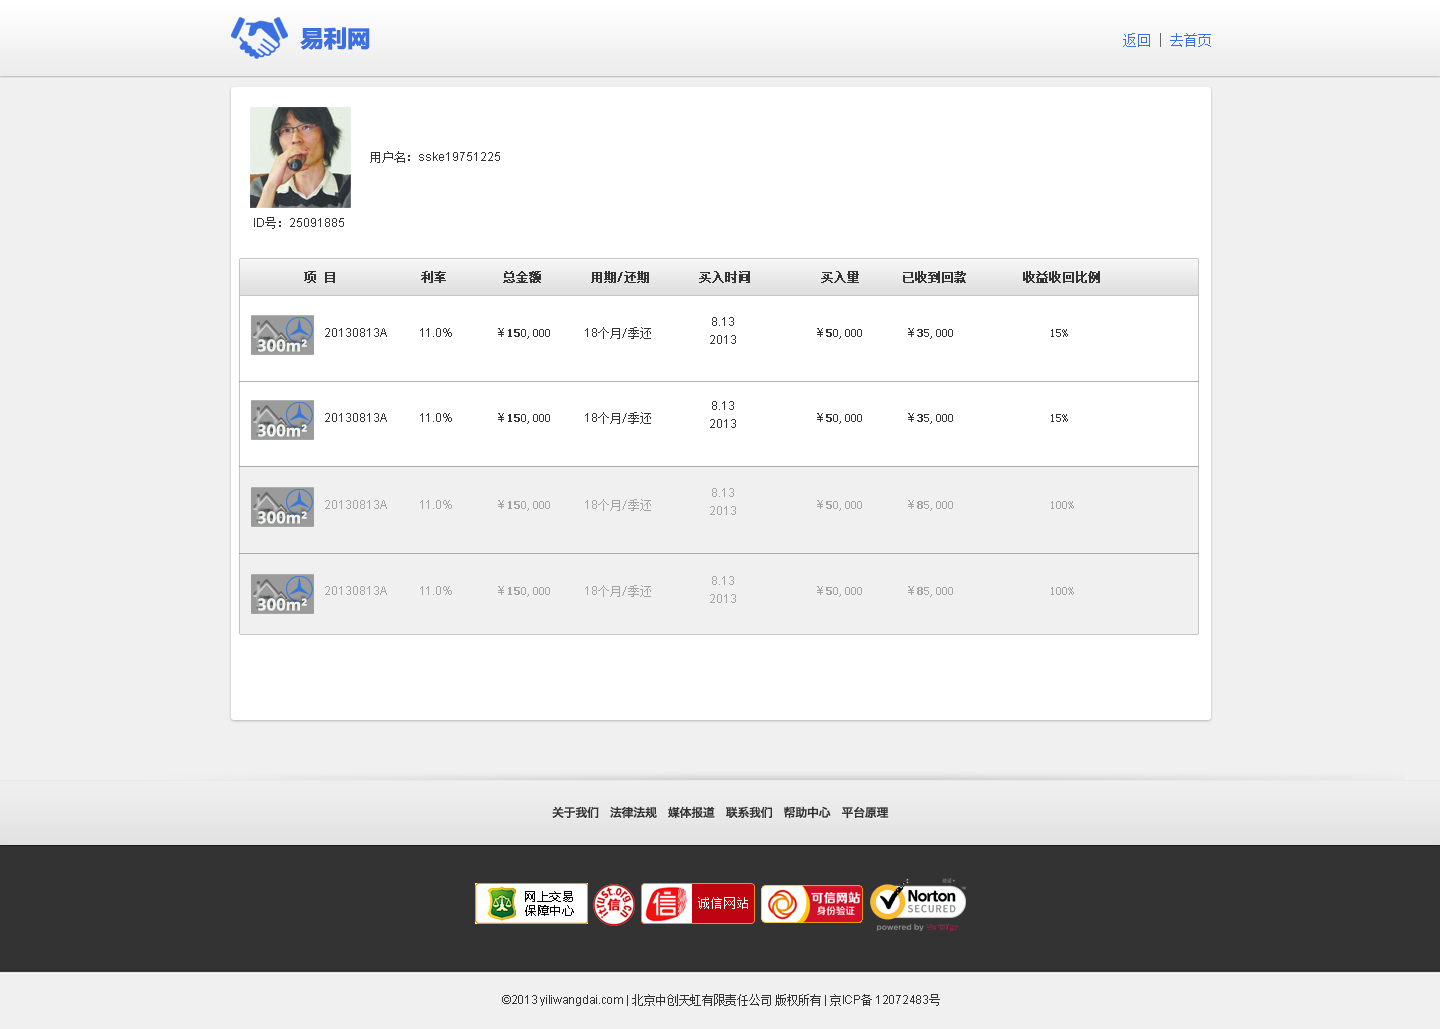 易利网
返回 | 去首页
用户名：sske19751225
ID号：25091885
项 目 利率 总金额 用期/还期 买入时间 买入量 已收到回款 收益收回比例
300m² 20130813A 11.0% ￥150,000 18个月/季还 8.13 2013 ￥50,000 ￥35,000 15%
300m² 20130813A 11.0% ￥150,000 18个月/季还 8.13 2013 ￥50,000 ￥35,000 15%
300m² 20130813A 11.0% ￥150,000 18个月/季还 8.13 2013 ￥50,000 ￥85,000 100%
300m² 20130813A 11.0% ￥150,000 18个月/季还 8.13 2013 ￥50,000 ￥85,000 100%
关于我们 法律法规 媒体报道 联系我们 帮助中心 平台原理
网上交易
保障中心
itrust.org.cn
信
信
诚信网站
可信网站
身份验证
Norton
SECURED
powered by
©2013 yiliwangdai.com | 北京中创天虹有限责任公司 版权所有 | 京ICP备 12072483号